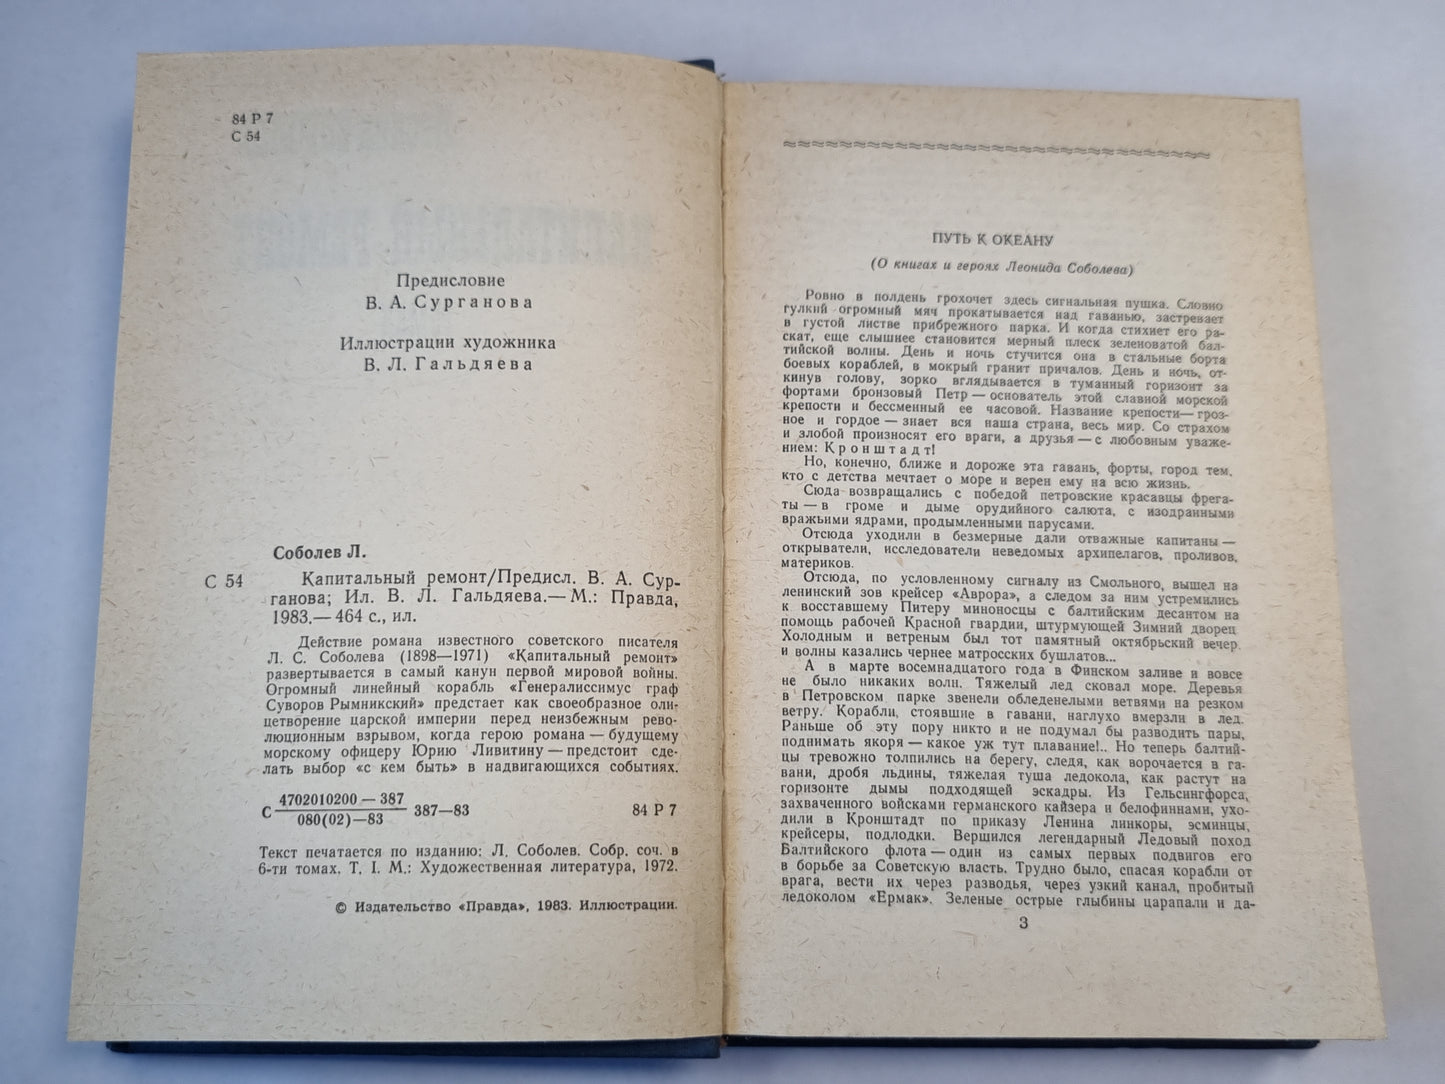 84 Р 7
С 54
Предисловие
В. А. Сурганова
Иллюстрации художника
В. Л. Гальдяева
Соболев Л.
С 54 Капитальный ремонт/Предисл. В. А. Сур-
ганова; Ил. В. Л. Гальдяева.— М.: Правда,
1983.— 464 с., ил.
Действие романа известного советского писателя
Л. С. Соболева (1898—1971) «Капитальный ремонт»
развертывается в самый канун первой мировой войны.
Огромный линейный корабль «Генералиссимус граф
Суворов Рымникский» предстает как своеобразное оли-
цетворение царской империи перед неизбежным рево-
люционным взрывом, когда герою романа — будущему
морскому офицеру Юрию Ливитину — предстоит сде-
лать выбор «с кем быть» в надвигающихся событиях.
С 4702010200 — 387
080(02)—83 387—83 84 Р 7
Текст печатается по изданию: Л. Соболев. Собр. соч. в
6-ти томах. Т. I. М.: Художественная литература, 1972.
© Издательство «Правда», 1983. Иллюстрации.
ПУТЬ К ОКЕАНУ
(О книгах и героях Леонида Соболева)
Ровно в полдень грохочет здесь сигнальная пушка. Словно
гулкий огромный мяч прокатывается над гаванью, застревает
в густой листве прибрежного парка. И когда стихнет его ра-
скат, еще слышнее становится мерный плеск зеленоватой бал-
тийской волны. День и ночь стучится она в стальные борта
боевых кораблей, в мокрый гранит причалов. День и ночь, от-
кинув голову, зорко вглядывается в туманный горизонт за
фортами бронзовый Петр — основатель этой славной морской
крепости и бессменный ее часовой. Название крепости— гроз-
ное и гордое — знает вся наша страна, весь мир. Со страхом
и злобой произносят его враги, а друзья — с любовным уваже-
нием: Кронштадт!
Но, конечно, ближе и дороже эта гавань, форты, город тем,
кто с детства мечтает о море и верен ему на всю жизнь.
Сюда возвращались с победой петровские красавцы фрега-
ты — в громе и дыме орудийного салюта, с изодранными
вражьими ядрами, продымленными парусами.
Отсюда уходили в безмерные дали отважные капитаны —
открыватели, исследователи неведомых архипелагов, проливов,
материков.
Отсюда, по условленному сигналу из Смольного, вышел на
ленинский зов крейсер «Аврора», а следом за ним устремились
к восставшему Питеру миноносцы с балтийским десантом на
помощь рабочей Красной гвардии, штурмующей Зимний дворец
Холодным и ветреным был тот памятный октябрьский вечер
и волны казались чернее матросских бушлатов...
А в марте восемнадцатого года в Финском заливе и вовсе
не было никаких волн. Тяжелый лед сковал море. Деревья
в Петровском парке звенели обледенелыми ветвями на резком
ветру. Корабли, стоявшие в гавани, наглухо вмерзли в лед.
Раньше об эту пору никто и не подумал бы разводить пары,
поднимать якоря — какое уж тут плавание!.. Но теперь балтий-
цы тревожно толпились на берегу, следя, как ворочается в га-
вани, дробя льдины, тяжелая туша ледокола, как растут на
горизонте дымы подходящей эскадры. Из Гельсингфорса,
захваченного войсками германского кайзера и белофиннами, ухо-
дили в Кронштадт по приказу Ленина линкоры, эсминцы,
крейсеры, подлодки. Вершился легендарный Ледовый поход
Балтийского флота — один из самых первых подвигов его
в борьбе за Советскую власть. Трудно было, спасая корабли от
врага, вести их через разводья, через узкий канал, пробитый
ледоколом «Ермак». Зеленые острые глыбины царапали и да-
3